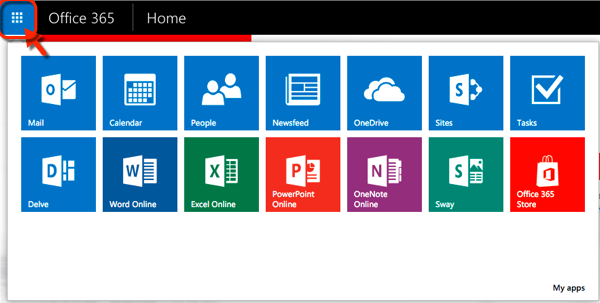 Office 365 Home
Mail Calendar People Newsfeed OneDrive Sites Tasks
Delve Word Online Excel Online PowerPoint Online OneNote Online Sway Office 365 Store
My apps